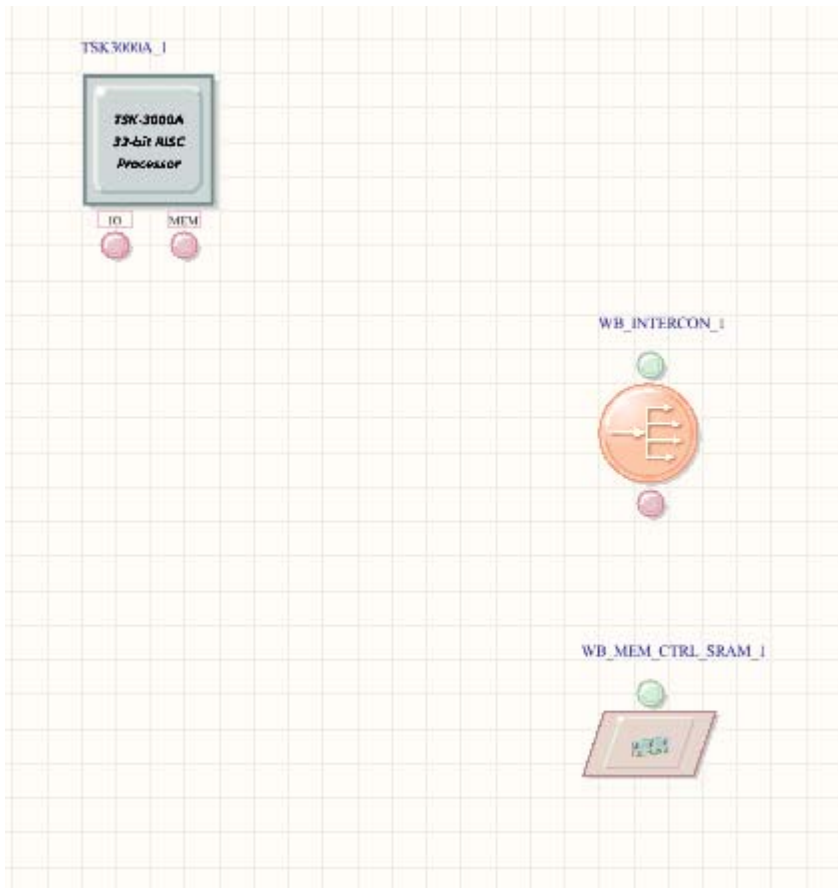 TSK3000A_1
TSK-3000A
32-bit RISC
Processor
IO
MEM
WB_INTERCON_1
WB_MEM_CTRL_SRAM_1